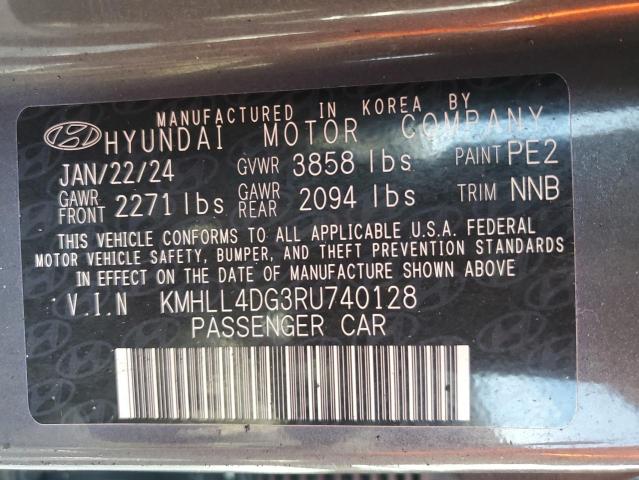 MANUFACTURED IN KOREA BY
HYUNDAI MOTOR COMPANY
JAN/22/24 GVWR 3858 lbs PAINT PE2
GAWR FRONT 2271 lbs GAWR REAR 2094 lbs TRIM NNB
THIS VEHICLE CONFORMS TO ALL APPLICABLE U.S.A. FEDERAL
MOTOR VEHICLE SAFETY, BUMPER, AND THEFT PREVENTION STANDARDS
IN EFFECT ON THE DATE OF MANUFACTURE SHOWN ABOVE
V.I.N KMHLL4DG3RU740128
PASSENGER CAR